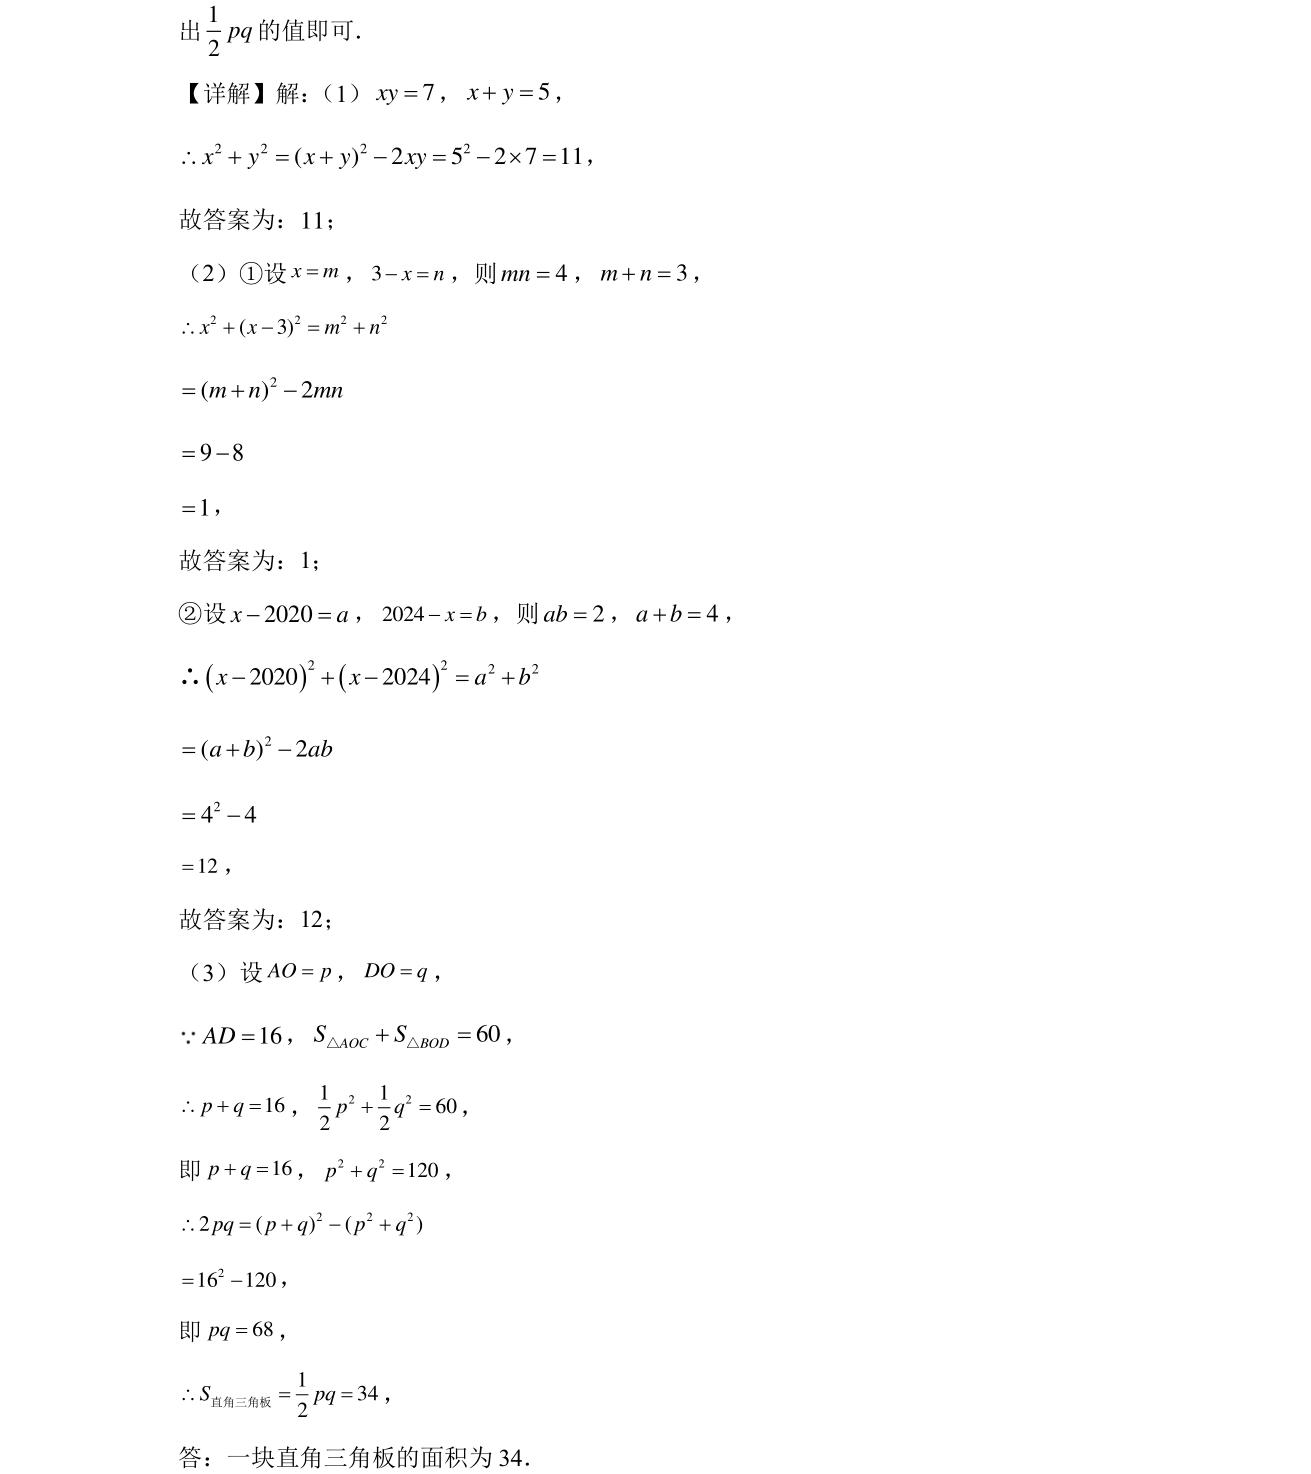 出 1/2 pq 的值即可．
【详解】解：（1） xy = 7， x + y = 5，
∴ x² + y² = (x + y)² − 2xy = 5² − 2×7 = 11，
故答案为：11；
（2）①设 x = m， 3 − x = n，则 mn = 4， m + n = 3，
∴ x² + (x − 3)² = m² + n²
= (m + n)² − 2mn
= 9 − 8
= 1，
故答案为：1；
②设 x − 2020 = a， 2024 − x = b，则 ab = 2， a + b = 4，
∴ (x − 2020)² + (x − 2024)² = a² + b²
= (a + b)² − 2ab
= 4² − 4
= 12，
故答案为：12；
（3）设 AO = p， DO = q，
∵ AD = 16， S△AOC + S△BOD = 60，
∴ p + q = 16， 1/2 p² + 1/2 q² = 60，
即 p + q = 16， p² + q² = 120，
∴ 2pq = (p + q)² − (p² + q²)
= 16² − 120，
即 pq = 68，
∴ S直角三角板 = 1/2 pq = 34，
答：一块直角三角板的面积为 34．